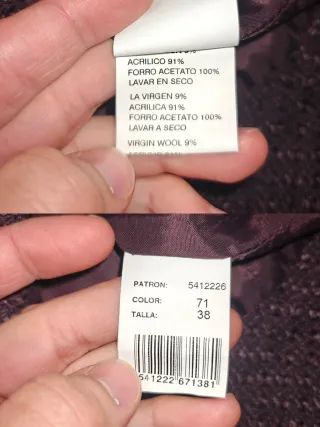 ACRILICO 91%
FORRO ACETATO 100%
LAVAR EN SECO
LA VIRGEN 9%
ACRILICA 91%
FORRO ACETATO 100%
LAVAR A SECO
VIRGIN WOOL 9%
PATRON: 5412226
COLOR: 71
TALLA: 38
541222 671381